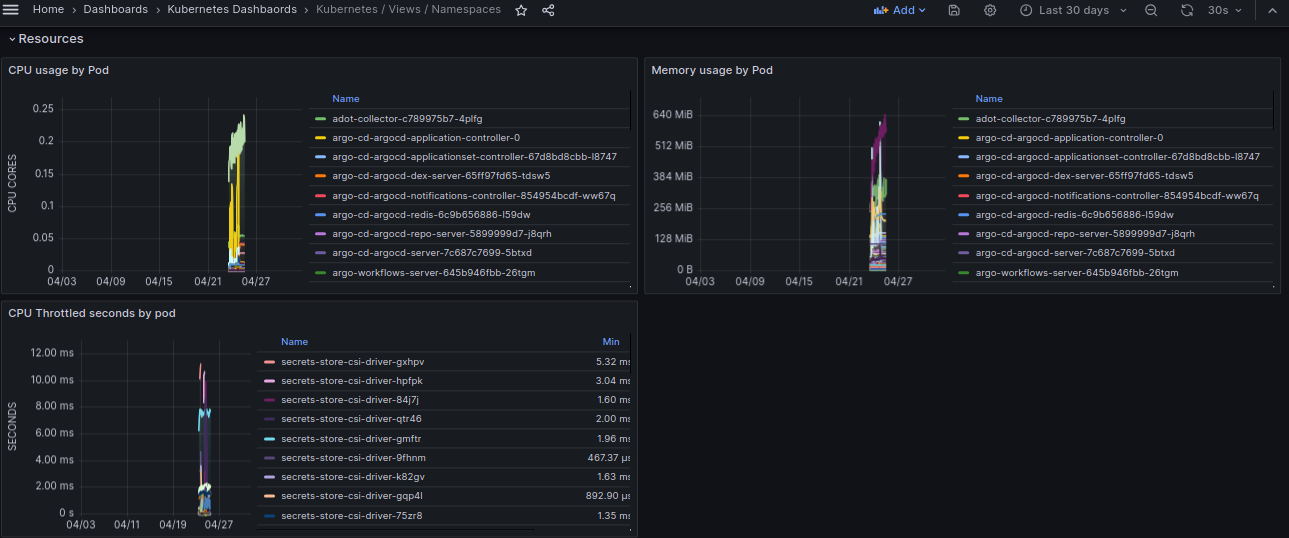 Home > Dashboards > Kubernetes Dashbaords > Kubernetes / Views / Namespaces
Add
Last 30 days
30s
Resources
CPU usage by Pod
CPU CORES
0.25
0.2
0.15
0.1
0.05
0
04/03 04/09 04/15 04/21 04/27
Name
adot-collector-c789975b7-4plfg
argo-cd-argocd-application-controller-0
argo-cd-argocd-applicationset-controller-67d8bd8cbb-l8747
argo-cd-argocd-dex-server-65ff97fd65-tdsw5
argo-cd-argocd-notifications-controller-854954bcdf-ww67q
argo-cd-argocd-redis-6c9b656886-l59dw
argo-cd-argocd-repo-server-5899999d7-j8qrh
argo-cd-argocd-server-7c687c7699-5btxd
argo-workflows-server-645b946fbb-26tgm
Memory usage by Pod
640 MiB
512 MiB
384 MiB
256 MiB
128 MiB
0 B
04/03 04/09 04/15 04/21 04/27
Name
adot-collector-c789975b7-4plfg
argo-cd-argocd-application-controller-0
argo-cd-argocd-applicationset-controller-67d8bd8cbb-l8747
argo-cd-argocd-dex-server-65ff97fd65-tdsw5
argo-cd-argocd-notifications-controller-854954bcdf-ww67q
argo-cd-argocd-redis-6c9b656886-l59dw
argo-cd-argocd-repo-server-5899999d7-j8qrh
argo-cd-argocd-server-7c687c7699-5btxd
argo-workflows-server-645b946fbb-26tgm
CPU Throttled seconds by pod
SECONDS
12.00 ms
10.00 ms
8.00 ms
6.00 ms
4.00 ms
2.00 ms
0 s
04/03 04/11 04/19 04/27
Name Min
secrets-store-csi-driver-gxhpv 5.32 ms
secrets-store-csi-driver-hpfpk 3.04 ms
secrets-store-csi-driver-84j7j 1.60 ms
secrets-store-csi-driver-qtr46 2.00 ms
secrets-store-csi-driver-gmftr 1.96 ms
secrets-store-csi-driver-9fhnm 467.37 µs
secrets-store-csi-driver-k82gv 1.63 ms
secrets-store-csi-driver-gqp4l 892.90 µs
secrets-store-csi-driver-75zr8 1.35 ms